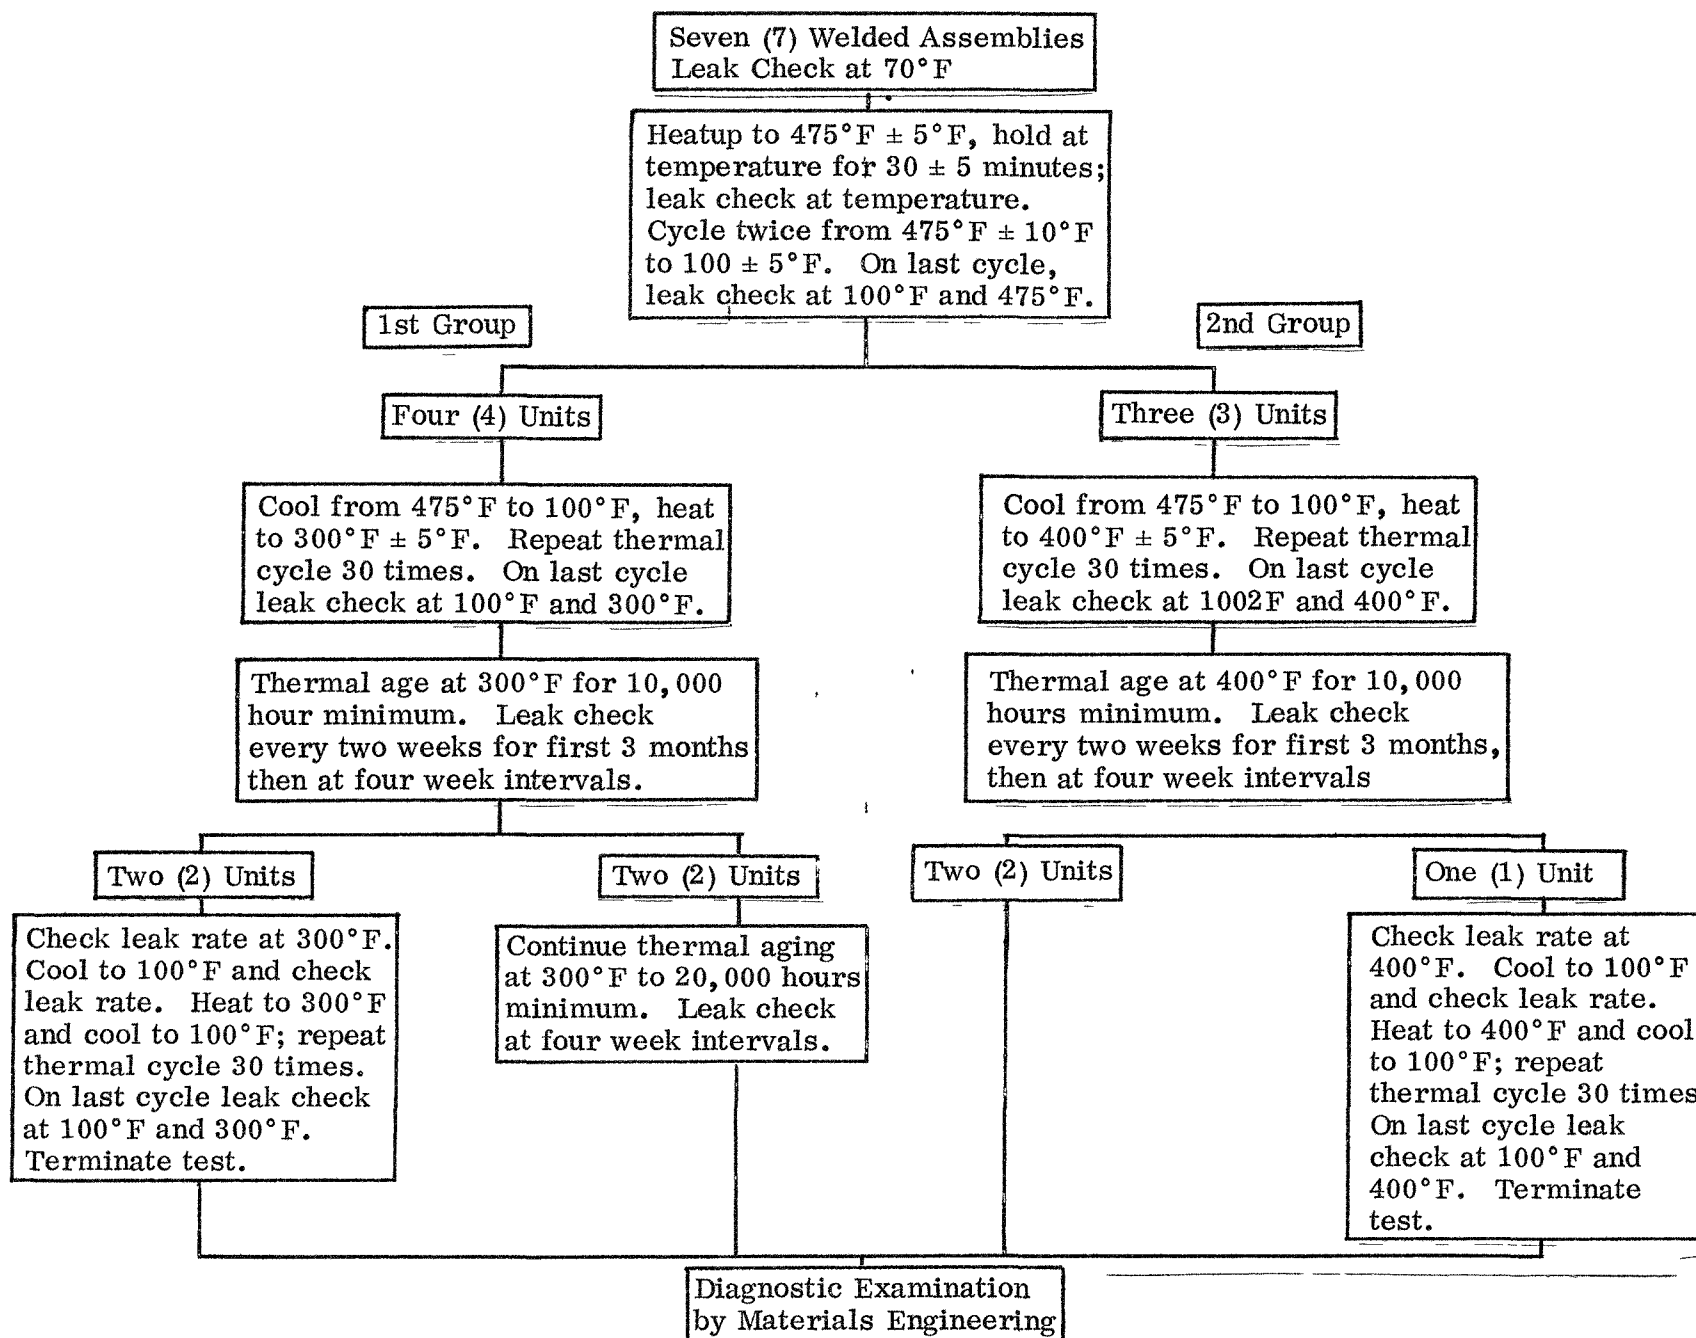 Seven (7) Welded Assemblies
Leak Check at 70°F
Heatup to 475°F ± 5°F, hold at
temperature for 30 ± 5 minutes;
leak check at temperature.
Cycle twice from 475°F ± 10°F
to 100 ± 5°F. On last cycle,
leak check at 100°F and 475°F.
1st Group
2nd Group
Four (4) Units
Three (3) Units
Cool from 475°F to 100°F, heat
to 300°F ± 5°F. Repeat thermal
cycle 30 times. On last cycle
leak check at 100°F and 300°F.
Cool from 475°F to 100°F, heat
to 400°F ± 5°F. Repeat thermal
cycle 30 times. On last cycle
leak check at 1002F and 400°F.
Thermal age at 300°F for 10,000
hour minimum. Leak check
every two weeks for first 3 months
then at four week intervals.
Thermal age at 400°F for 10,000
hours minimum. Leak check
every two weeks for first 3 months,
then at four week intervals
Two (2) Units
Two (2) Units
Two (2) Units
One (1) Unit
Check leak rate at 300°F.
Cool to 100°F and check
leak rate. Heat to 300°F
and cool to 100°F; repeat
thermal cycle 30 times.
On last cycle leak check
at 100°F and 300°F.
Terminate test.
Continue thermal aging
at 300°F to 20,000 hours
minimum. Leak check
at four week intervals.
Check leak rate at
400°F. Cool to 100°F
and check leak rate.
Heat to 400°F and cool
to 100°F; repeat
thermal cycle 30 times
On last cycle leak
check at 100°F and
400°F. Terminate
test.
Diagnostic Examination
by Materials Engineering